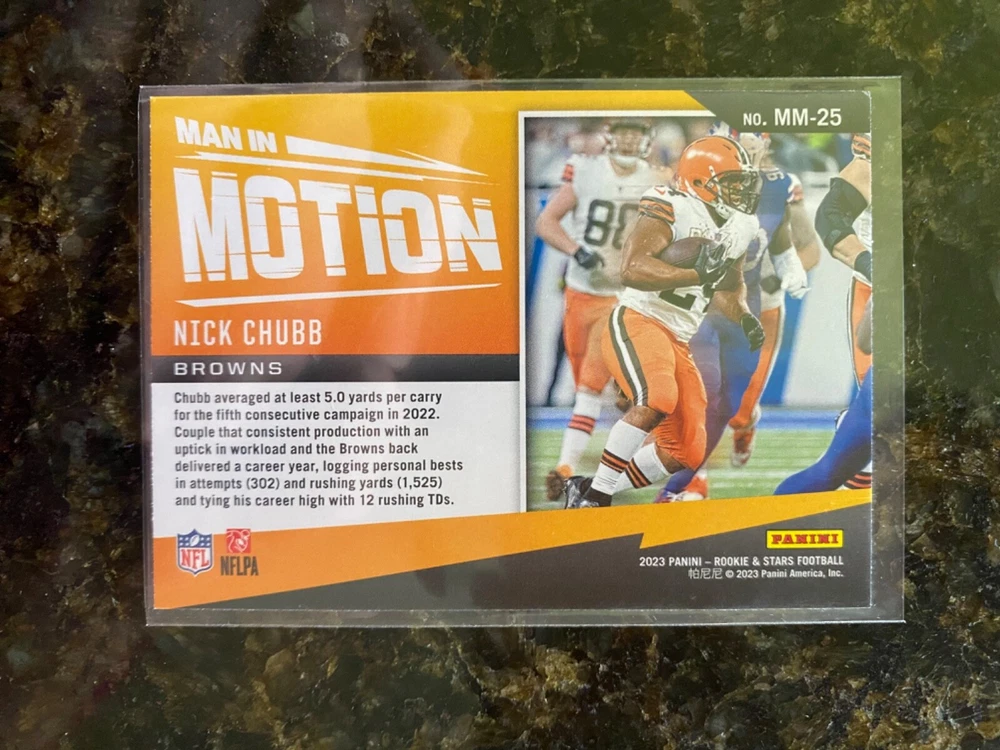 MAN IN
MOTION
NO. MM-25
NICK CHUBB
BROWNS
Chubb averaged at least 5.0 yards per carry
for the fifth consecutive campaign in 2022.
Couple that consistent production with an
uptick in workload and the Browns back
delivered a career year, logging personal bests
in attempts (302) and rushing yards (1,525)
and tying his career high with 12 rushing TDs.
NFL
NFLPA
PANINI
2023 PANINI – ROOKIE & STARS FOOTBALL
帕尼尼 © 2023 Panini America, Inc.